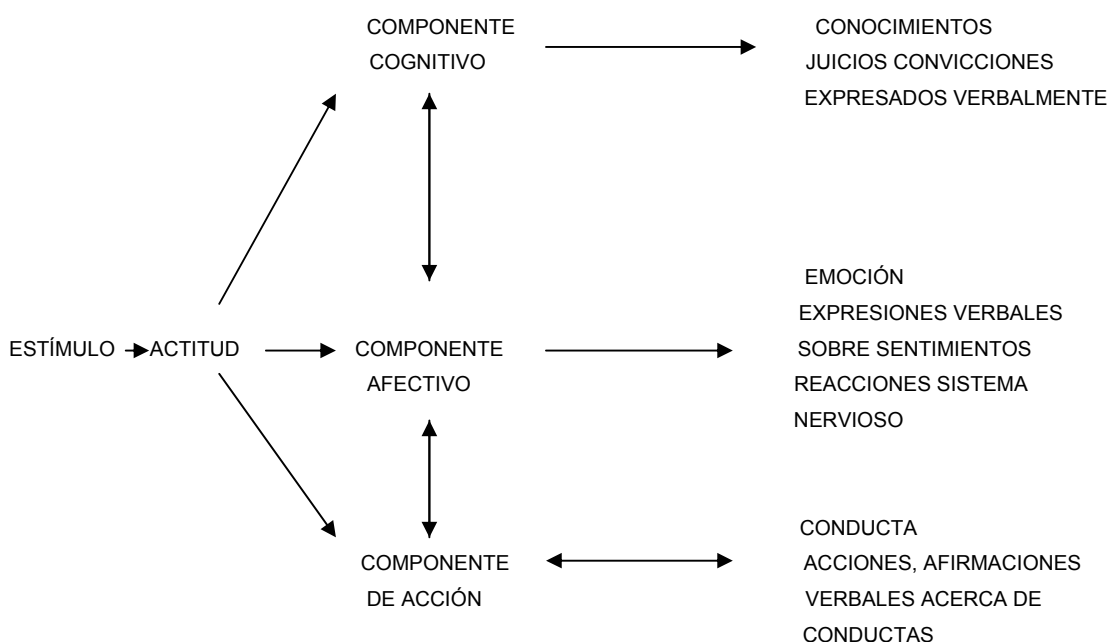 COMPONENTE
COGNITIVO
CONOCIMIENTOS
JUICIOS CONVICCIONES
EXPRESADOS VERBALMENTE
ESTÍMULO
ACTITUD
COMPONENTE
AFECTIVO
EMOCIÓN
EXPRESIONES VERBALES
SOBRE SENTIMIENTOS
REACCIONES SISTEMA
NERVIOSO
COMPONENTE
DE ACCIÓN
CONDUCTA
ACCIONES, AFIRMACIONES
VERBALES ACERCA DE
CONDUCTAS